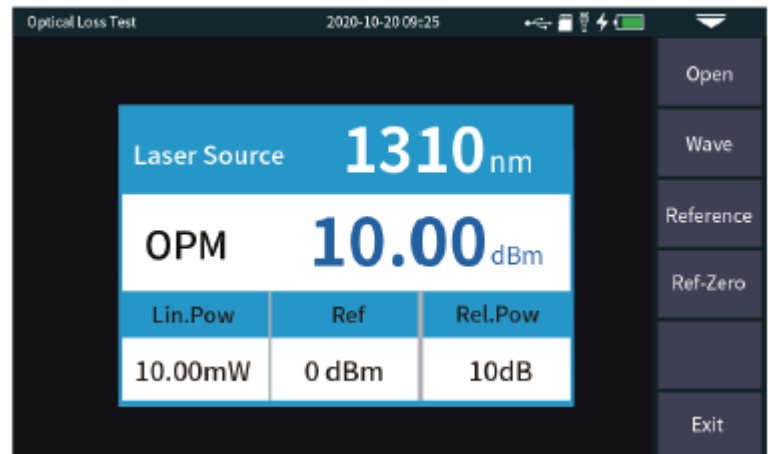 Optical Loss Test 2020-10-20 09:25
Open
Laser Source 1310nm
Wave
OPM 10.00dBm
Reference
Ref-Zero
Lin.Pow Ref Rel.Pow
10.00mW 0 dBm 10dB
Exit